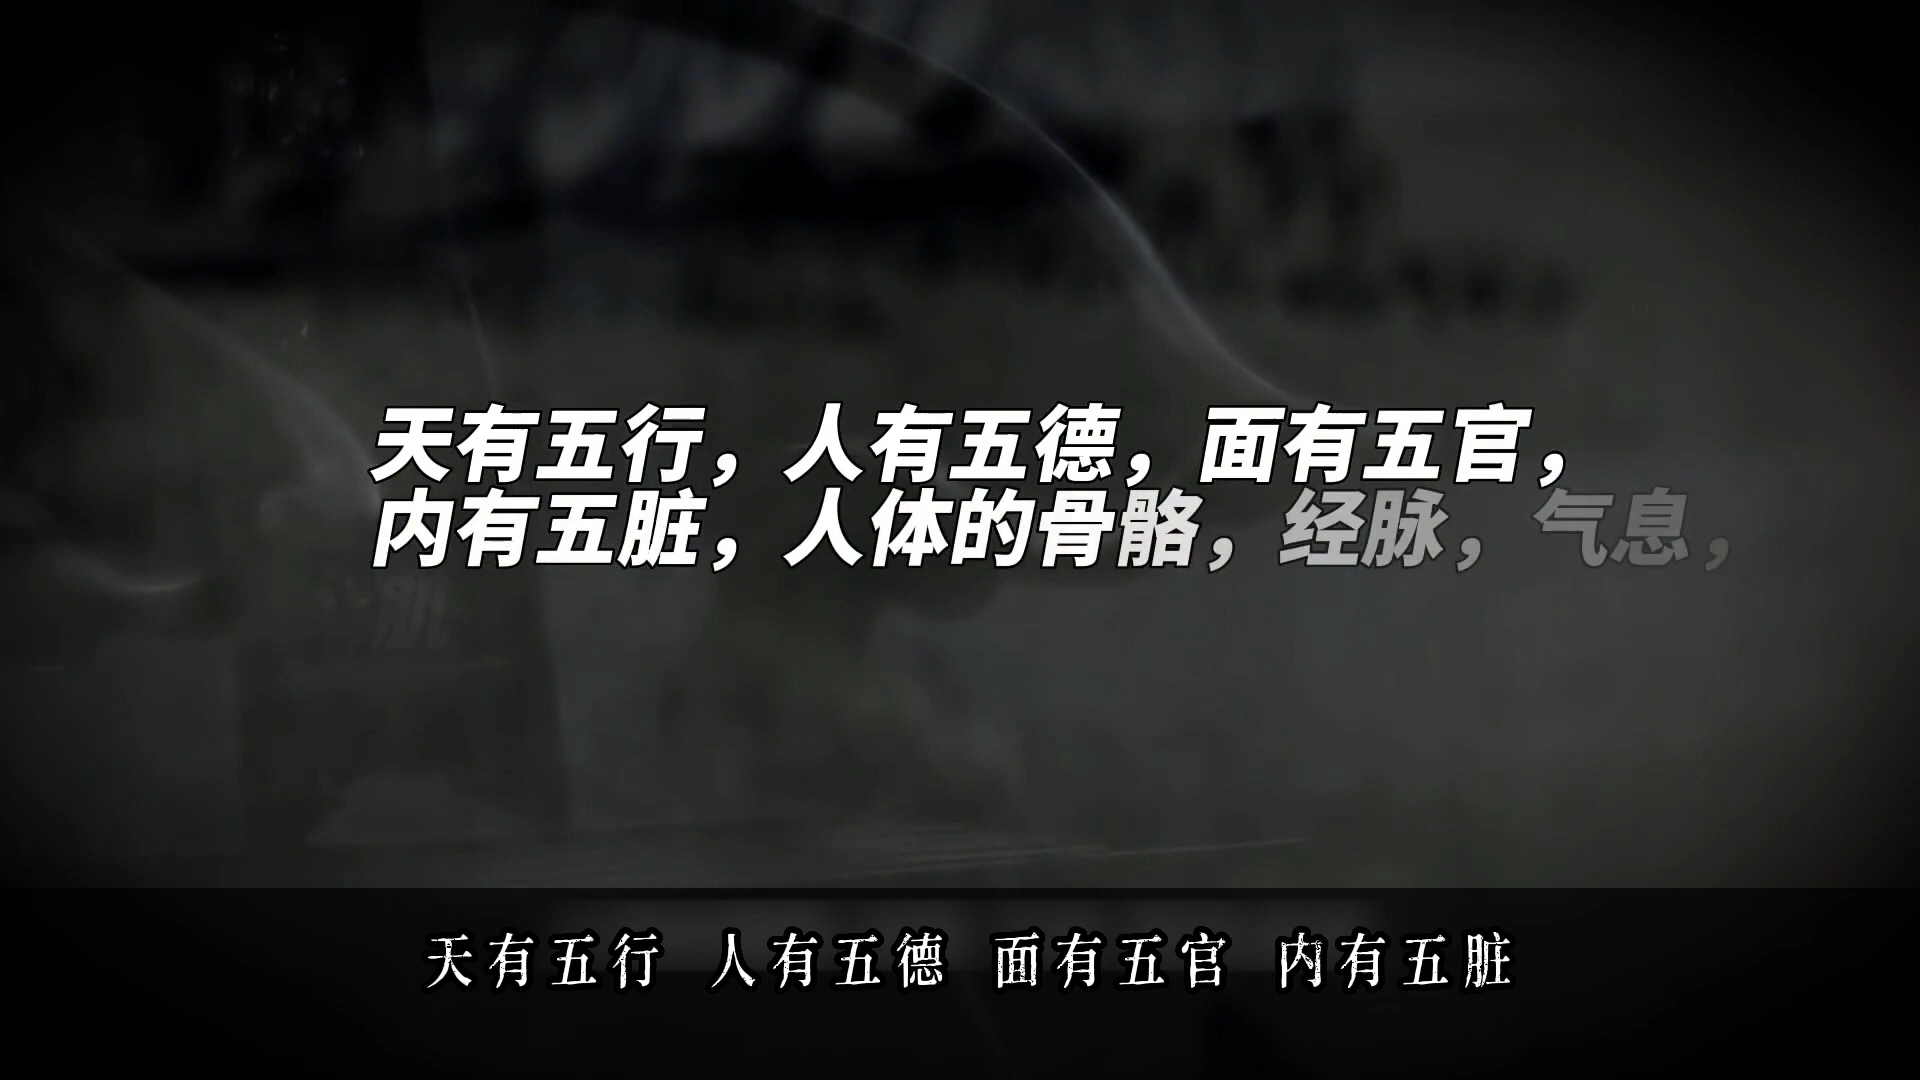 天有五行，人有五德，面有五官，
内有五脏，人体的骨骼，经脉，气息，
天有五行 人有五德 面有五官 内有五脏